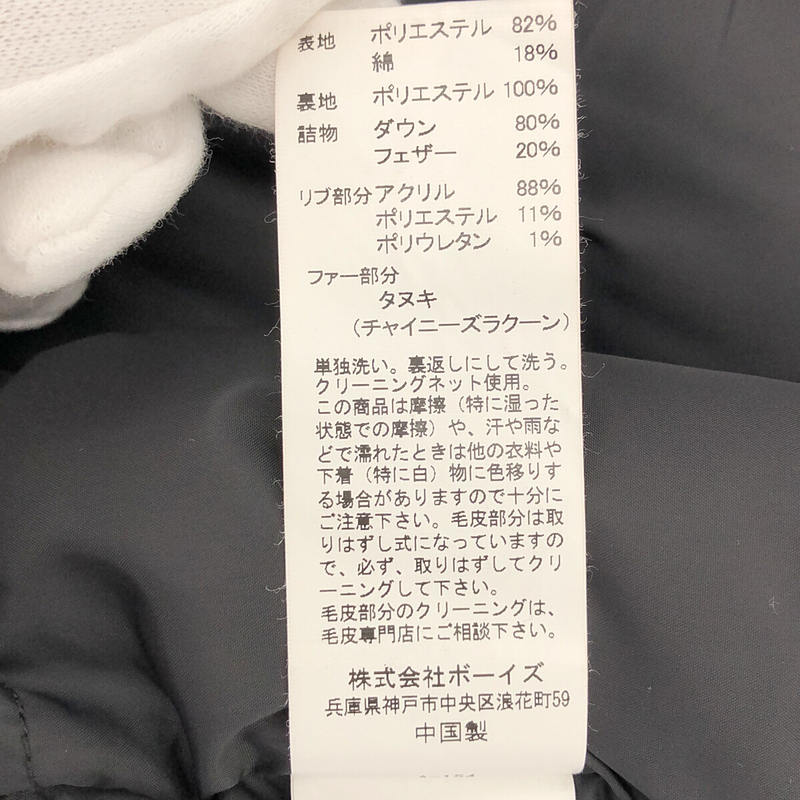 表地 ポリエステル 82%
綿 18%
裏地 ポリエステル 100%
詰物 ダウン 80%
フェザー 20%
リブ部分 アクリル 88%
ポリエステル 11%
ポリウレタン 1%
ファー部分
タヌキ
(チャイニーズラクーン)
単独洗い。裏返しにして洗う。
クリーニングネット使用。
この商品は摩擦(特に湿った
状態での摩擦)や、汗や雨な
どで濡れたときは他の衣料や
下着(特に白)物に色移りす
る場合がありますので十分に
ご注意下さい。毛皮部分は取
りはずし式になっていますの
で、必ず、取りはずしてクリ
ーニングして下さい。
毛皮部分のクリーニングは、
毛皮専門店にご相談下さい。
株式会社ボーイズ
兵庫県神戸市中央区浪花町59
中国製